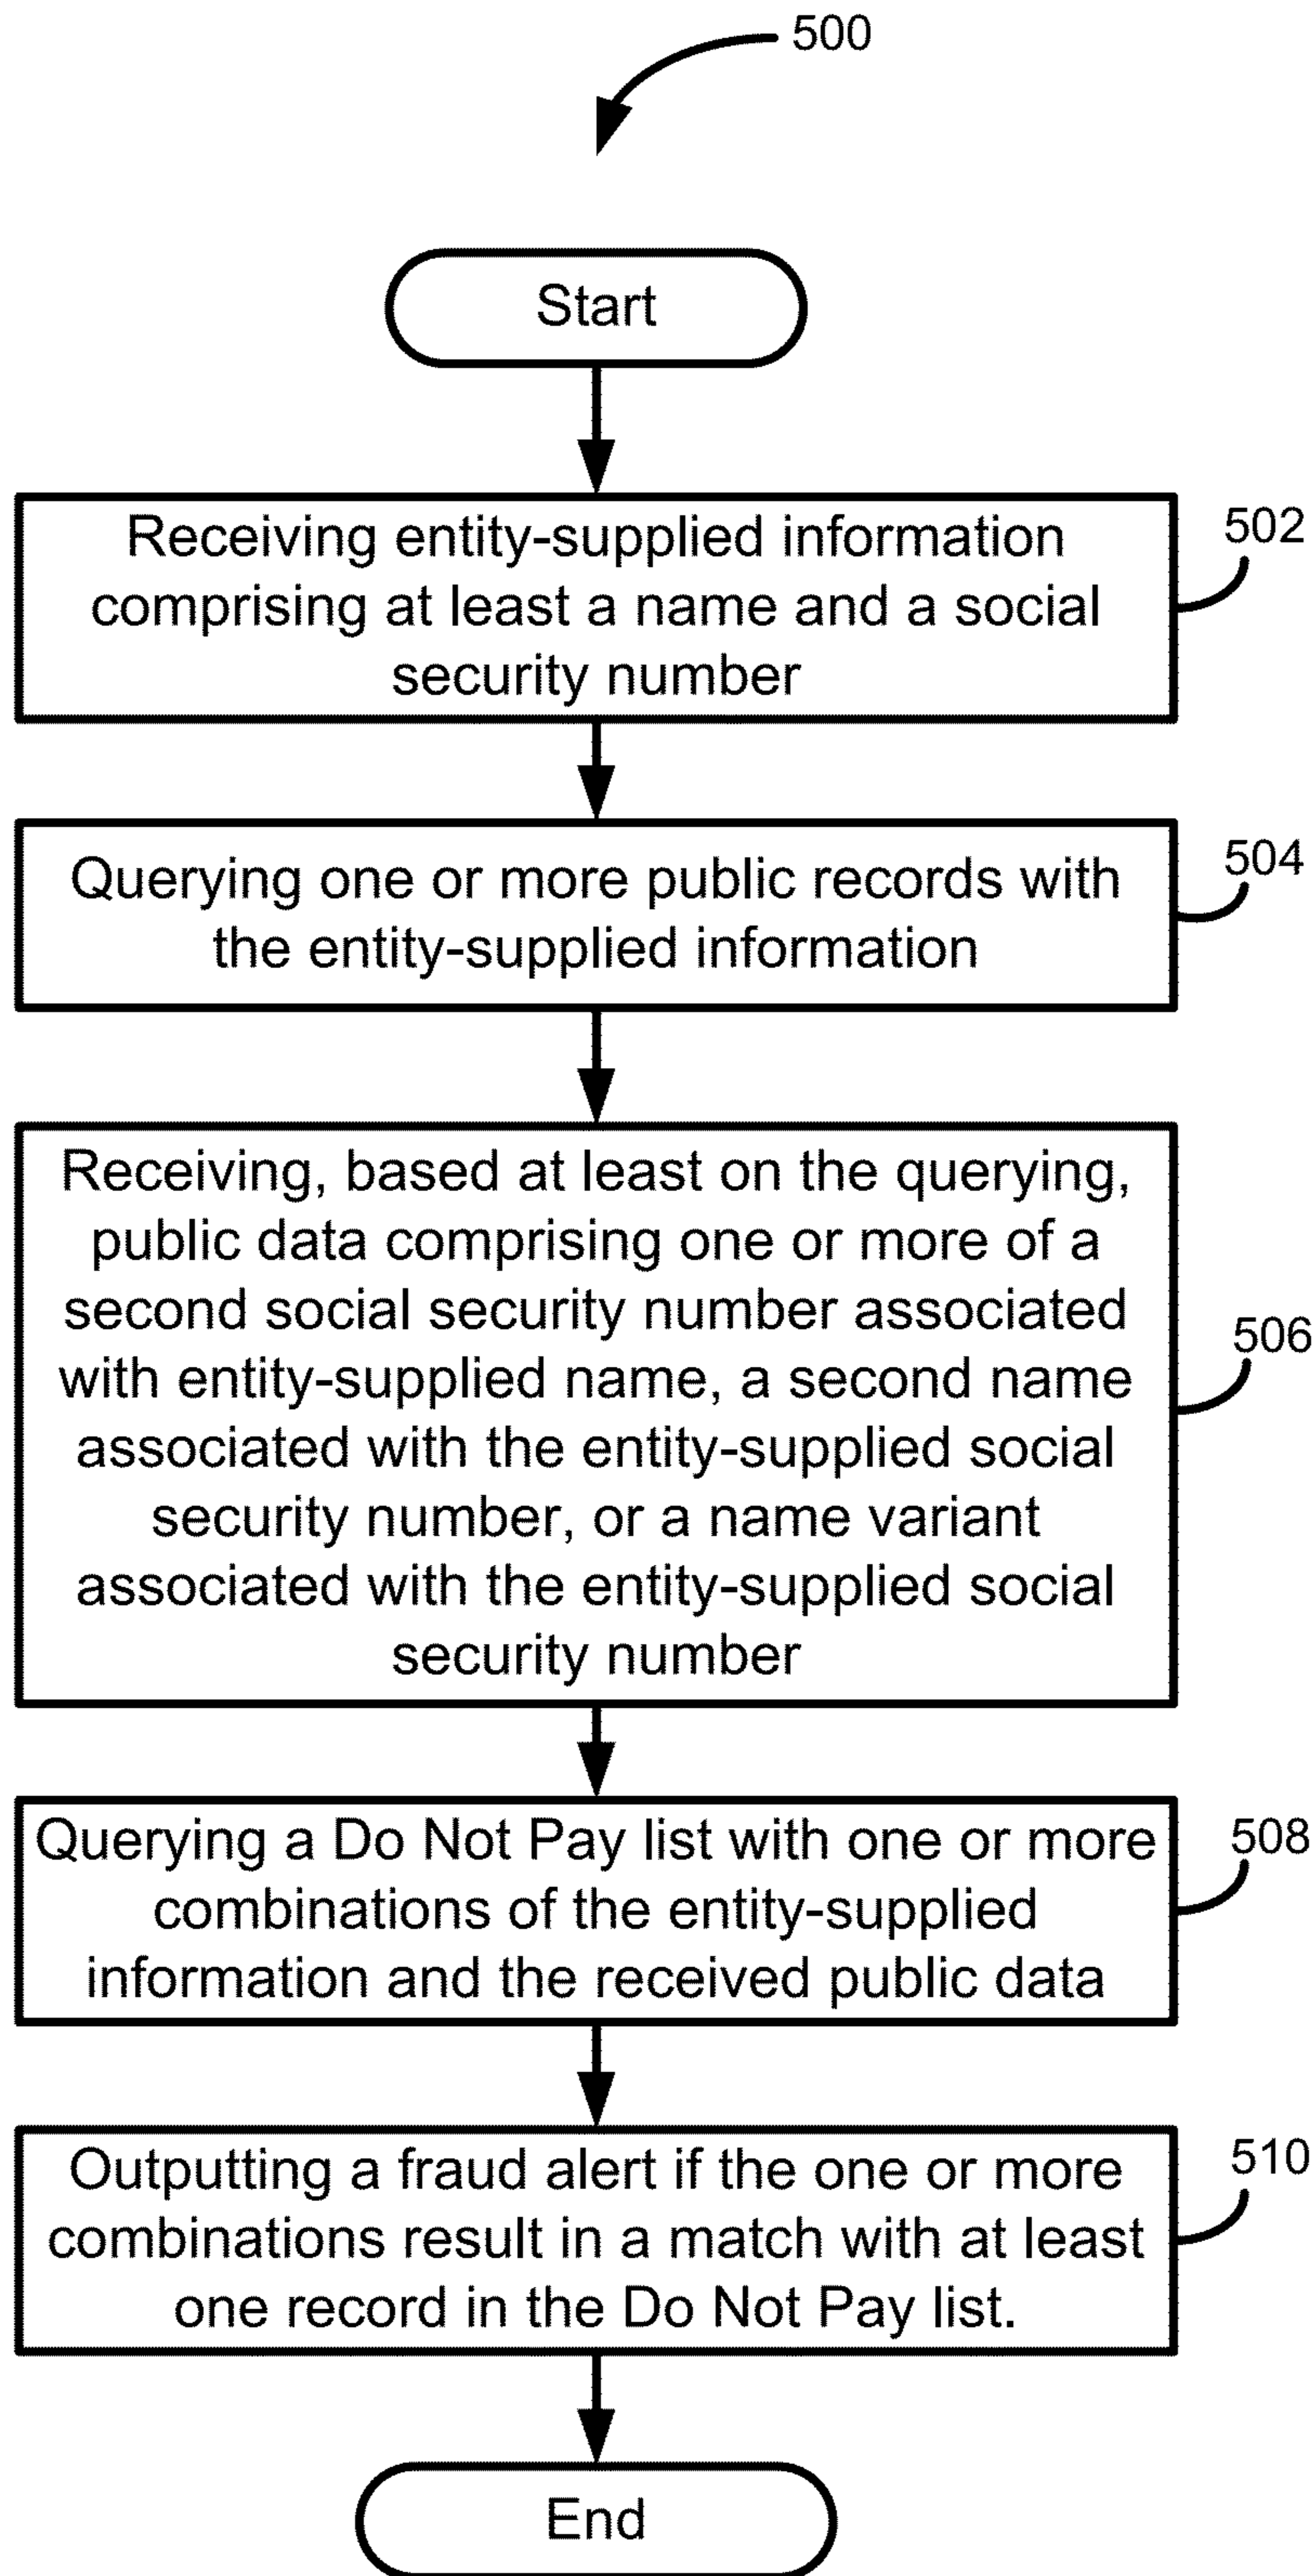 500
Start
Receiving entity-supplied information
comprising at least a name and a social
security number
502
Querying one or more public records with
the entity-supplied information
504
Receiving, based at least on the querying,
public data comprising one or more of a
second social security number associated
with entity-supplied name, a second name
associated with the entity-supplied social
security number, or a name variant
associated with the entity-supplied social
security number
506
Querying a Do Not Pay list with one or more
combinations of the entity-supplied
information and the received public data
508
Outputting a fraud alert if the one or more
combinations result in a match with at least
one record in the Do Not Pay list.
510
End